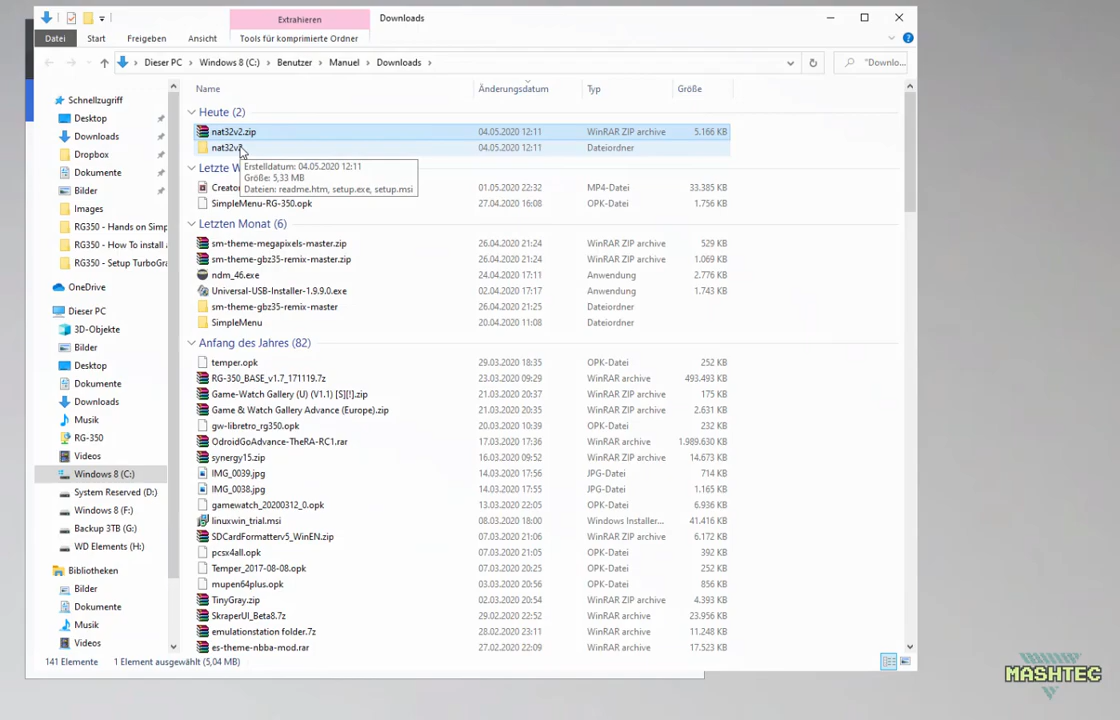 Extrahieren Downloads
Datei Start Freigeben Ansicht Tools für komprimierte Ordner
Dieser PC Windows 8 (C:) Benutzer Manuel Downloads "Downlo...
Name Änderungsdatum Typ Größe
Schnellzugriff
Desktop
Downloads
Dropbox
Dokumente
Bilder
Images
RG350 - Hands on Simp
RG350 - How To install a
RG350 - Setup TurboGra
OneDrive
Dieser PC
3D-Objekte
Bilder
Desktop
Dokumente
Downloads
Musik
RG-350
Videos
Windows 8 (C:)
System Reserved (D:)
Windows 8 (F:)
Backup 3TB (G:)
WD Elements (H:)
Bibliotheken
Bilder
Dokumente
Musik
Videos
Heute (2)
nat32v2.zip 04.05.2020 12:11 WinRAR ZIP archive 5.166 KB
nat32v2 04.05.2020 12:11 Dateiordner
Erstelldatum: 04.05.2020 12:11
Größe: 5,33 MB
Dateien: readme.htm, setup.exe, setup.msi
Letzte W
Creator 01.05.2020 22:32 MP4-Datei 33.385 KB
SimpleMenu-RG-350.opk 27.04.2020 16:08 OPK-Datei 1.756 KB
Letzten Monat (6)
sm-theme-megapixels-master.zip 26.04.2020 21:24 WinRAR ZIP archive 529 KB
sm-theme-gbz35-remix-master.zip 26.04.2020 21:24 WinRAR ZIP archive 1.069 KB
ndm_46.exe 24.04.2020 17:11 Anwendung 2.776 KB
Universal-USB-Installer-1.9.9.0.exe 02.04.2020 17:17 Anwendung 1.743 KB
sm-theme-gbz35-remix-master 26.04.2020 21:25 Dateiordner
SimpleMenu 20.04.2020 11:08 Dateiordner
Anfang des Jahres (82)
temper.opk 29.03.2020 18:35 OPK-Datei 252 KB
RG-350_BASE_v1.7_171119.7z 23.03.2020 09:29 WinRAR archive 493.493 KB
Game-Watch Gallery (U) (V1.1) [S][!].zip 21.03.2020 20:37 WinRAR ZIP archive 175 KB
Game & Watch Gallery Advance (Europe).zip 21.03.2020 20:35 WinRAR ZIP archive 2.631 KB
gw-libretro_rg350.opk 20.03.2020 10:39 OPK-Datei 232 KB
OdroidGoAdvance-TheRA-RC1.rar 17.03.2020 17:36 WinRAR archive 1.989.630 KB
synergy15.zip 16.03.2020 09:52 WinRAR ZIP archive 14.673 KB
IMG_0039.jpg 14.03.2020 17:56 JPG-Datei 714 KB
IMG_0038.jpg 14.03.2020 17:55 JPG-Datei 1.165 KB
gamewatch_20200312_0.opk 13.03.2020 22:05 OPK-Datei 6.936 KB
linuxwin_trial.msi 08.03.2020 18:00 Windows Installer... 41.416 KB
SDCardFormatterv5_WinEN.zip 07.03.2020 21:06 WinRAR ZIP archive 6.172 KB
pcsx4all.opk 07.03.2020 21:05 OPK-Datei 392 KB
Temper_2017-08-08.opk 07.03.2020 20:25 OPK-Datei 252 KB
mupen64plus.opk 03.03.2020 20:56 OPK-Datei 856 KB
TinyGray.zip 02.03.2020 20:54 WinRAR ZIP archive 4.393 KB
SkraperUI_Beta8.7z 29.02.2020 22:52 WinRAR archive 23.956 KB
emulationstation folder.7z 28.02.2020 23:11 WinRAR archive 11.248 KB
es-theme-nbba-mod.rar 27.02.2020 22:09 WinRAR archive 17.523 KB
141 Elemente 1 Element ausgewählt (5,04 MB)
MASHTEC